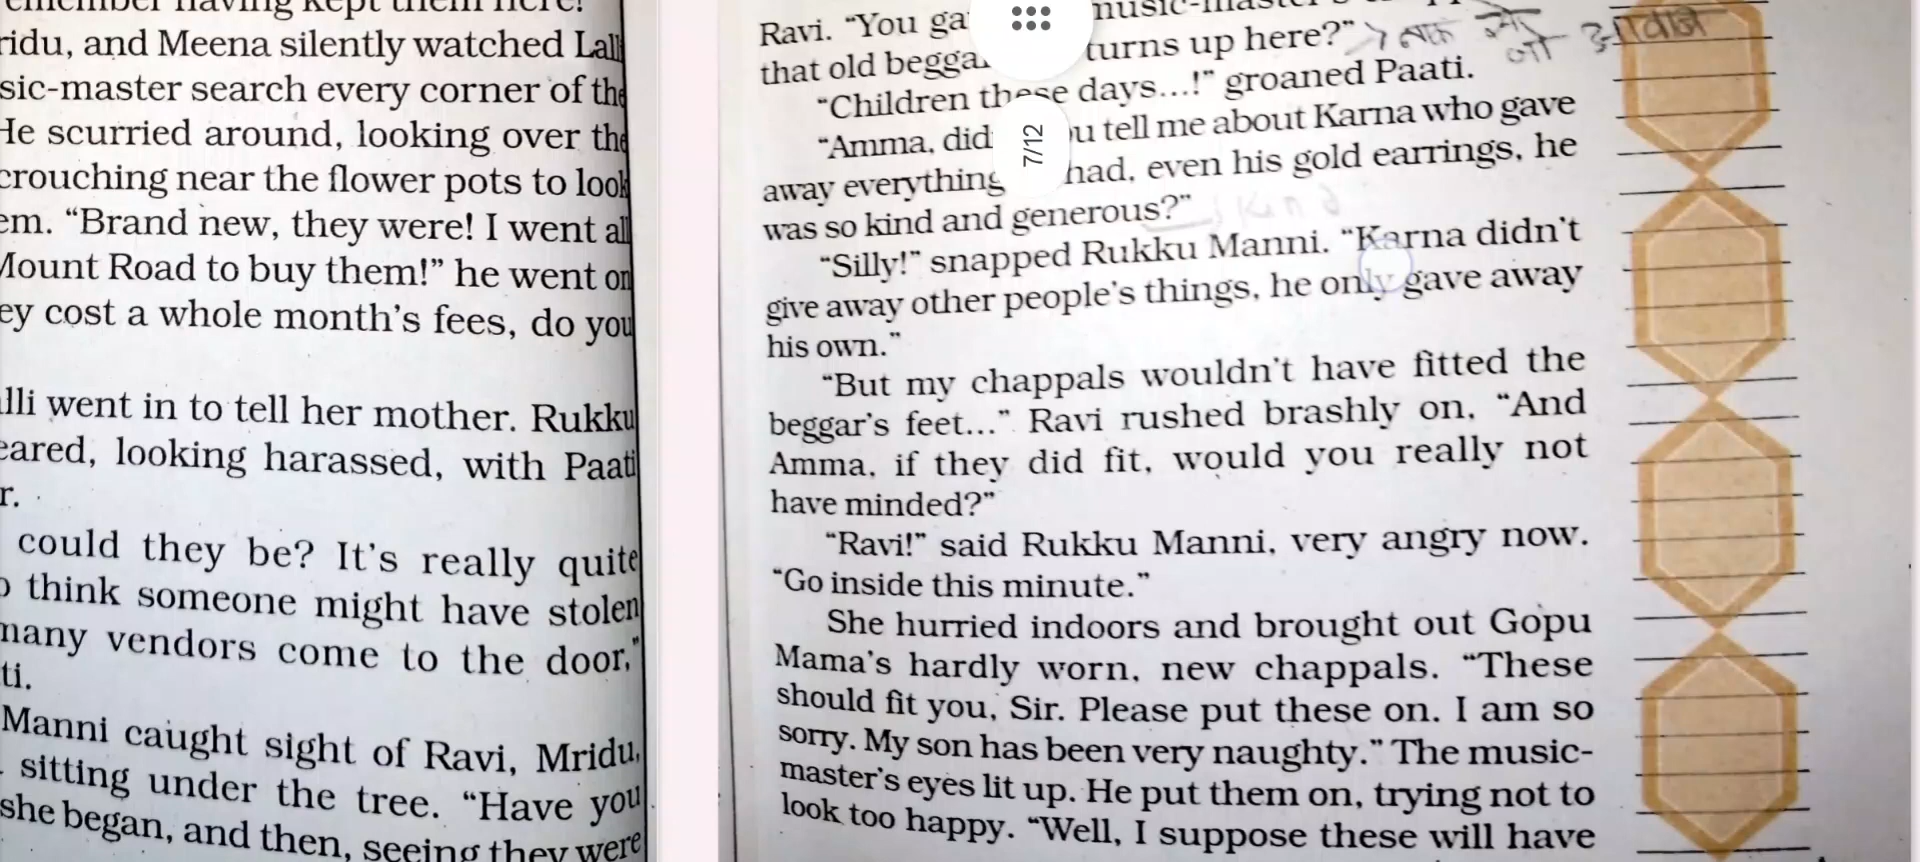 ridu, and Meena silently watched Lall
sic-master search every corner of the
He scurried around, looking over the
crouching near the flower pots to look
em. “Brand new, they were! I went all
Mount Road to buy them!” he went on
ey cost a whole month’s fees, do you
lli went in to tell her mother. Rukku
eared, looking harassed, with Paati
r.
could they be? It’s really quite
think someone might have stolen
many vendors come to the door,”
ti.
Manni caught sight of Ravi, Mridu,
sitting under the tree. “Have you
she began, and then, seeing they were
Ravi. “You ga
that old begga turns up here?”
“Children these days...!” groaned Paati.
“Amma, did u tell me about Karna who gave
away everything had, even his gold earrings, he
was so kind and generous?” Kind
“Silly!” snapped Rukku Manni. “Karna didn’t
give away other people’s things, he only gave away
his own.”
“But my chappals wouldn’t have fitted the
beggar’s feet...” Ravi rushed brashly on, “And
Amma, if they did fit, would you really not
have minded?”
“Ravi!” said Rukku Manni, very angry now.
“Go inside this minute.”
She hurried indoors and brought out Gopu
Mama’s hardly worn, new chappals. “These
should fit you, Sir. Please put these on. I am so
sorry. My son has been very naughty.” The music-
master’s eyes lit up. He put them on, trying not to
look too happy. “Well, I suppose these will have
7/12